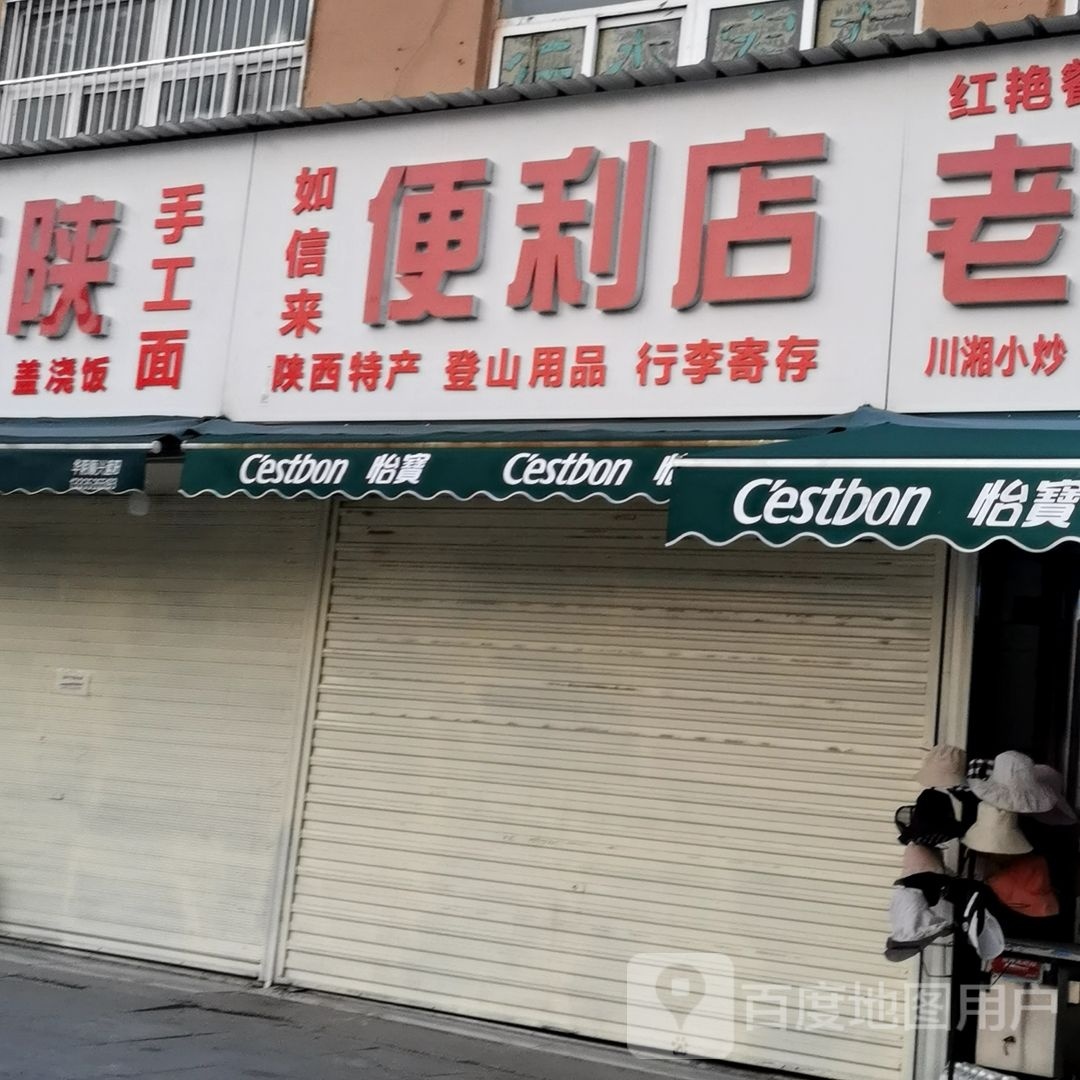 陕
手工面
盖浇饭
如信来
便利店
陕西特产 登山用品 行李寄存
红艳餐
老
川湘小炒
C'estbon 怡寶 C'estbon
C'estbon 怡寶
百度地图用户